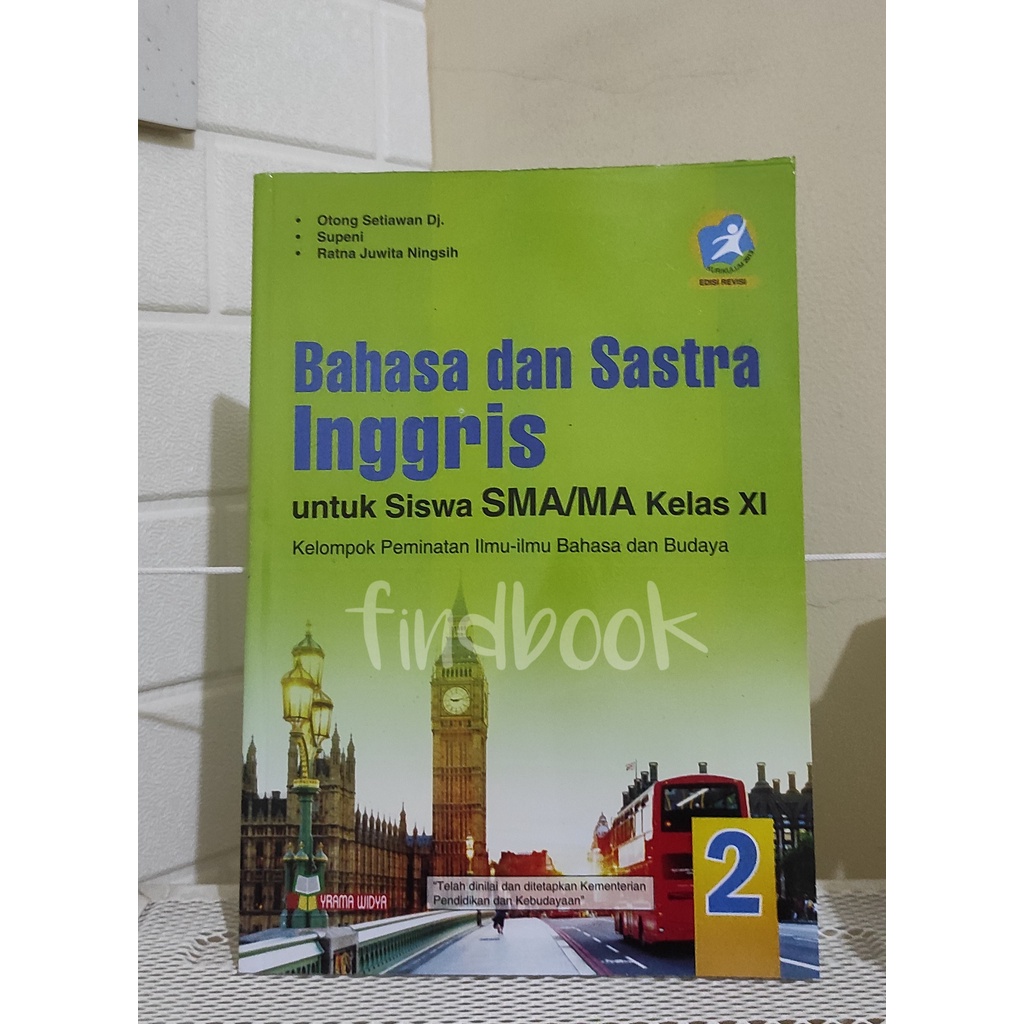 • Otong Setiawan Dj.
• Supeni
• Ratna Juwita Ningsih
KURIKULUM 2013
EDISI REVISI
Bahasa dan Sastra
Inggris
untuk Siswa SMA/MA Kelas XI
Kelompok Peminatan Ilmu-ilmu Bahasa dan Budaya
findbook
YRAMA WIDYA
"Telah dinilai dan ditetapkan Kementerian
Pendidikan dan Kebudayaan"
2